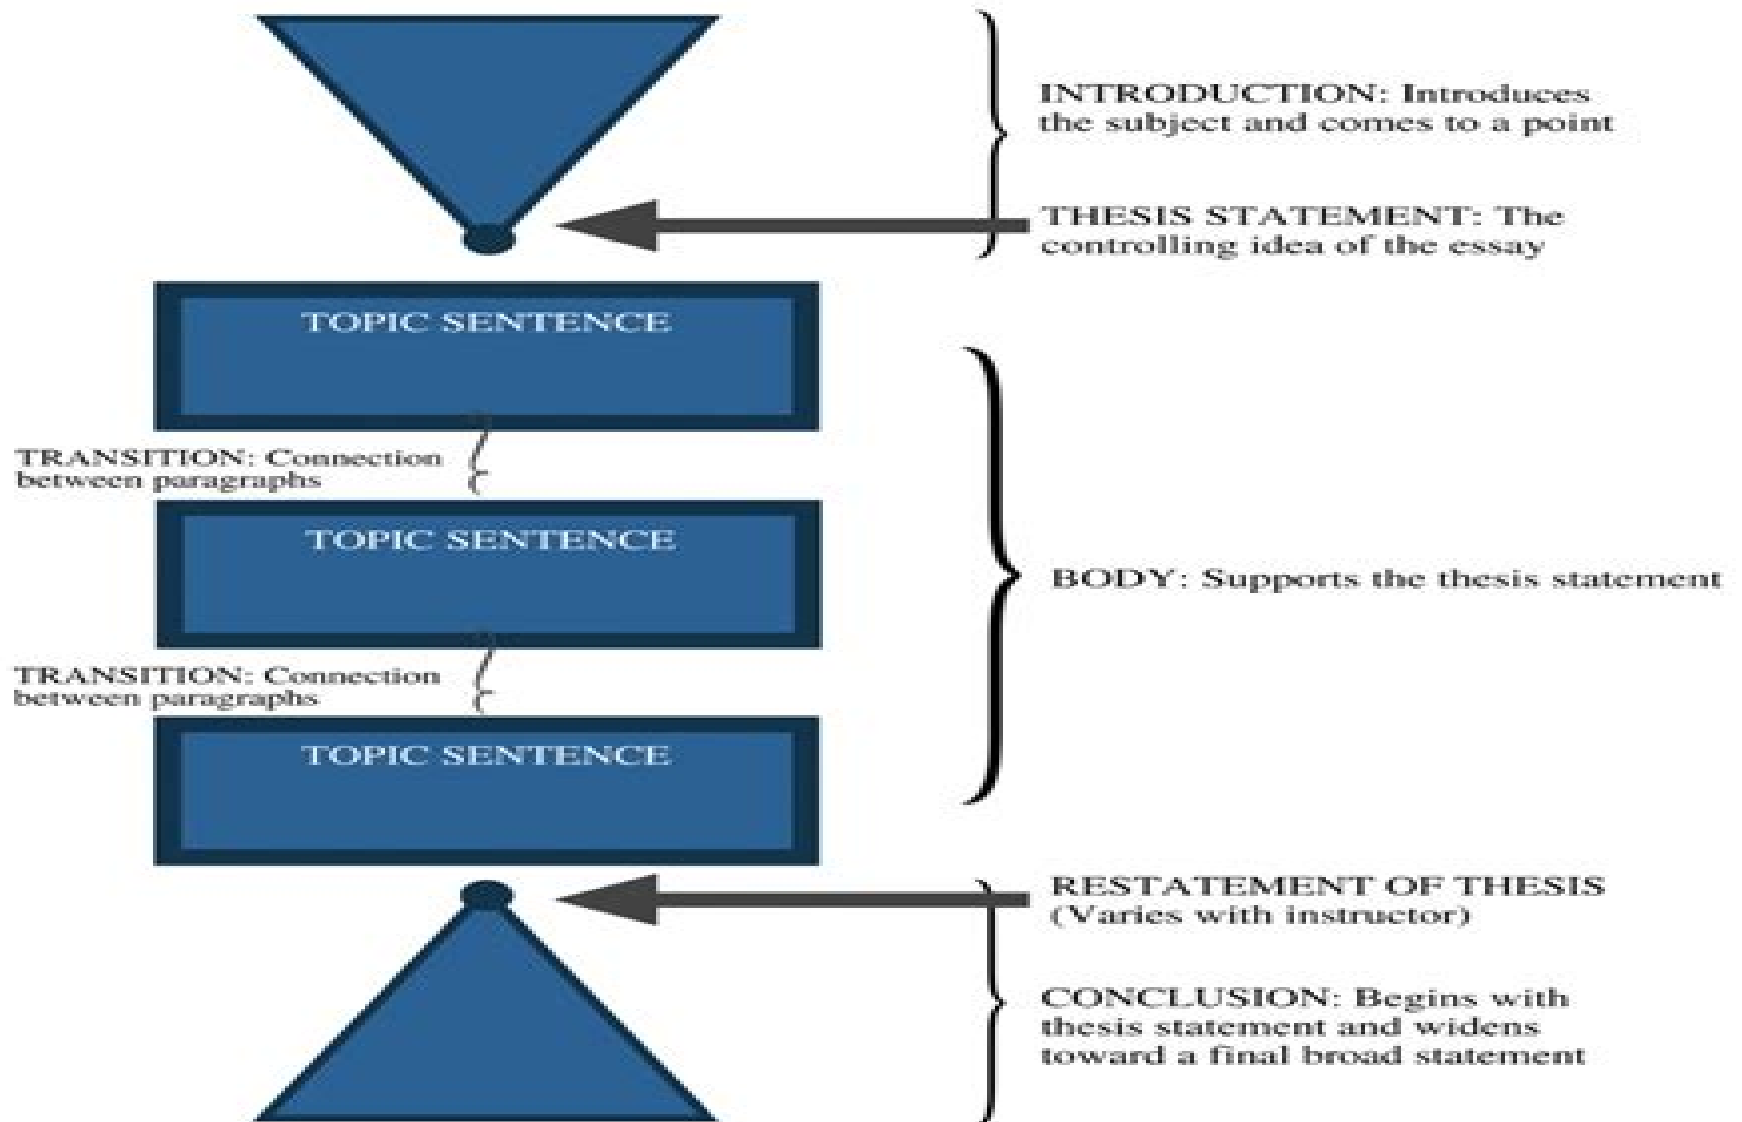 INTRODUCTION: Introduces
the subject and comes to a point
THESIS STATEMENT: The
controlling idea of the essay
TOPIC SENTENCE
TRANSITION: Connection
between paragraphs
TOPIC SENTENCE
BODY: Supports the thesis statement
TRANSITION: Connection
between paragraphs
TOPIC SENTENCE
RESTATEMENT OF THESIS
(Varies with instructor)
CONCLUSION: Begins with
thesis statement and widens
toward a final broad statement